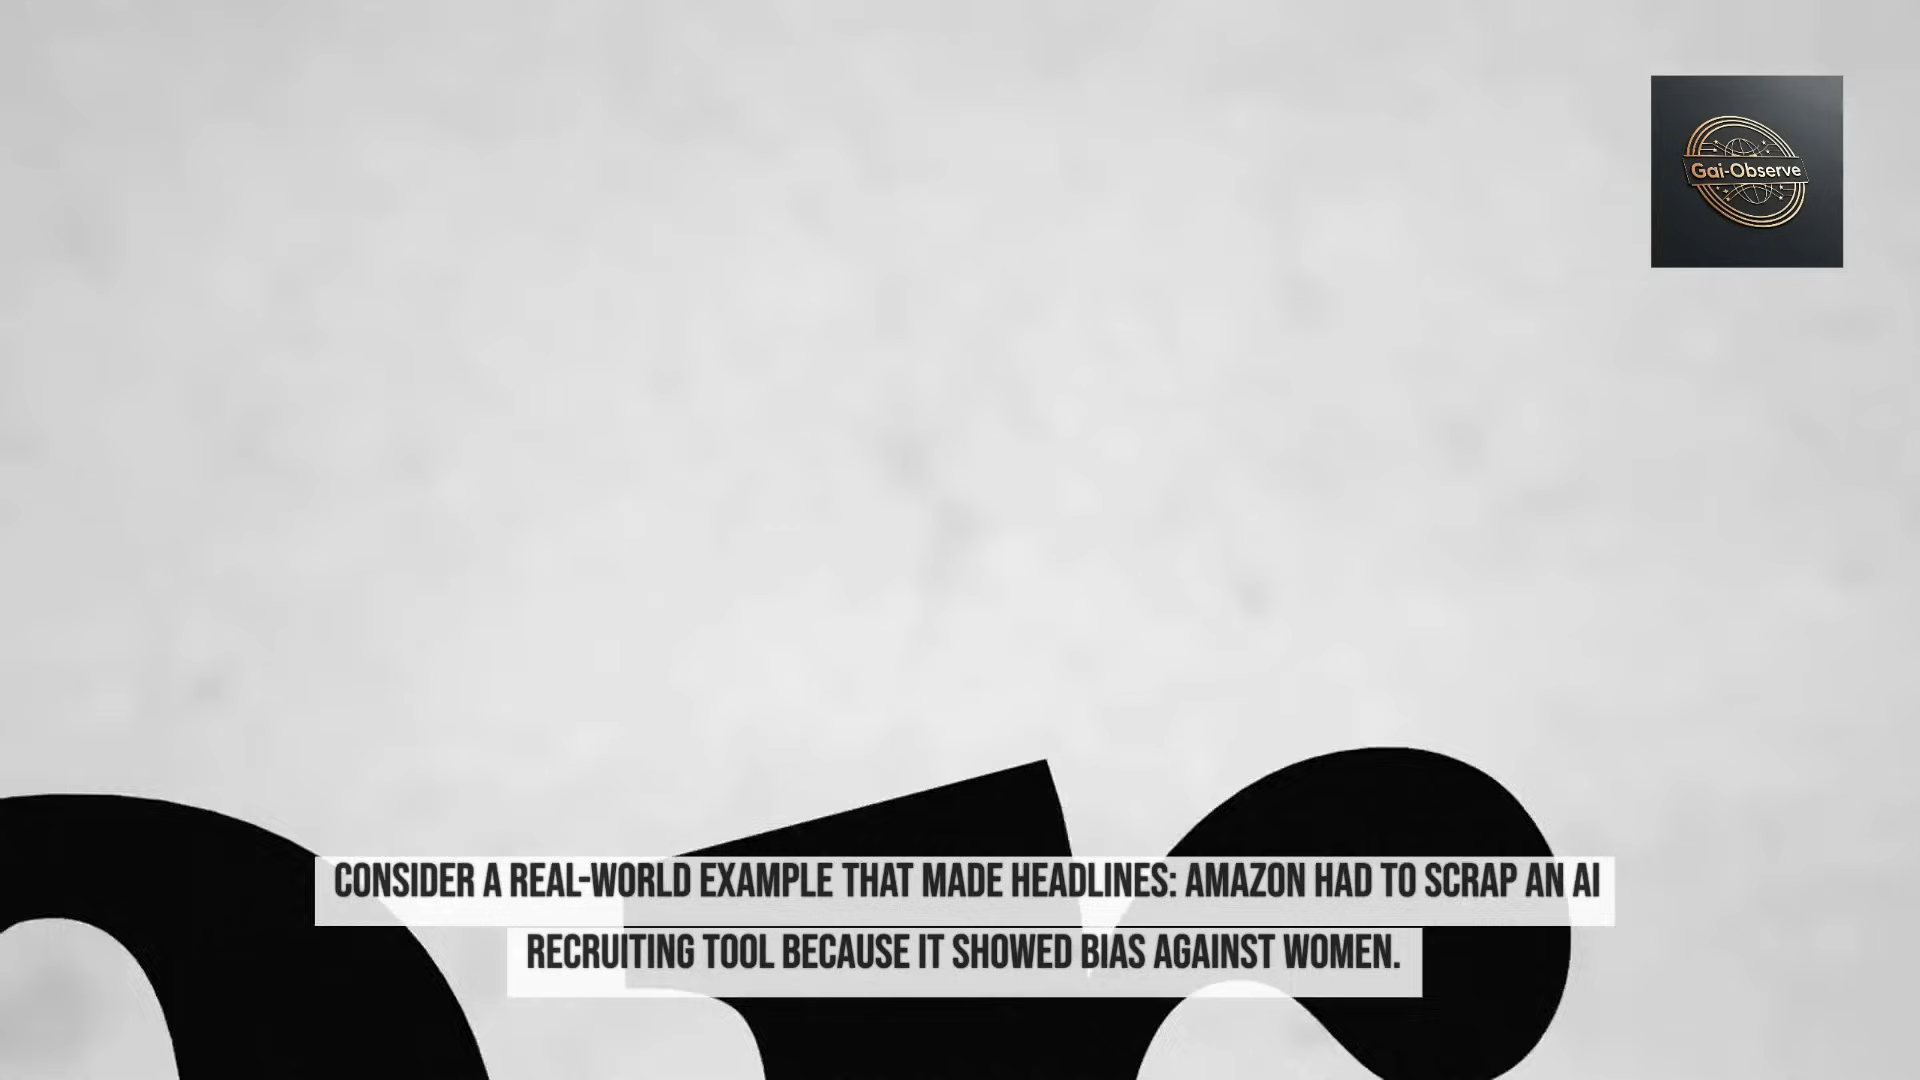 Gai-Observe
CONSIDER A REAL-WORLD EXAMPLE THAT MADE HEADLINES: AMAZON HAD TO SCRAP AN AI
RECRUITING TOOL BECAUSE IT SHOWED BIAS AGAINST WOMEN.